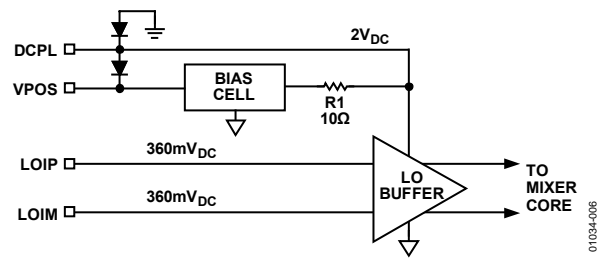 DCPL
2VDC
VPOS
BIAS
CELL
R1
10Ω
LOIP
360mVDC
LO
BUFFER
TO
MIXER
CORE
LOIM
360mVDC
01034-006